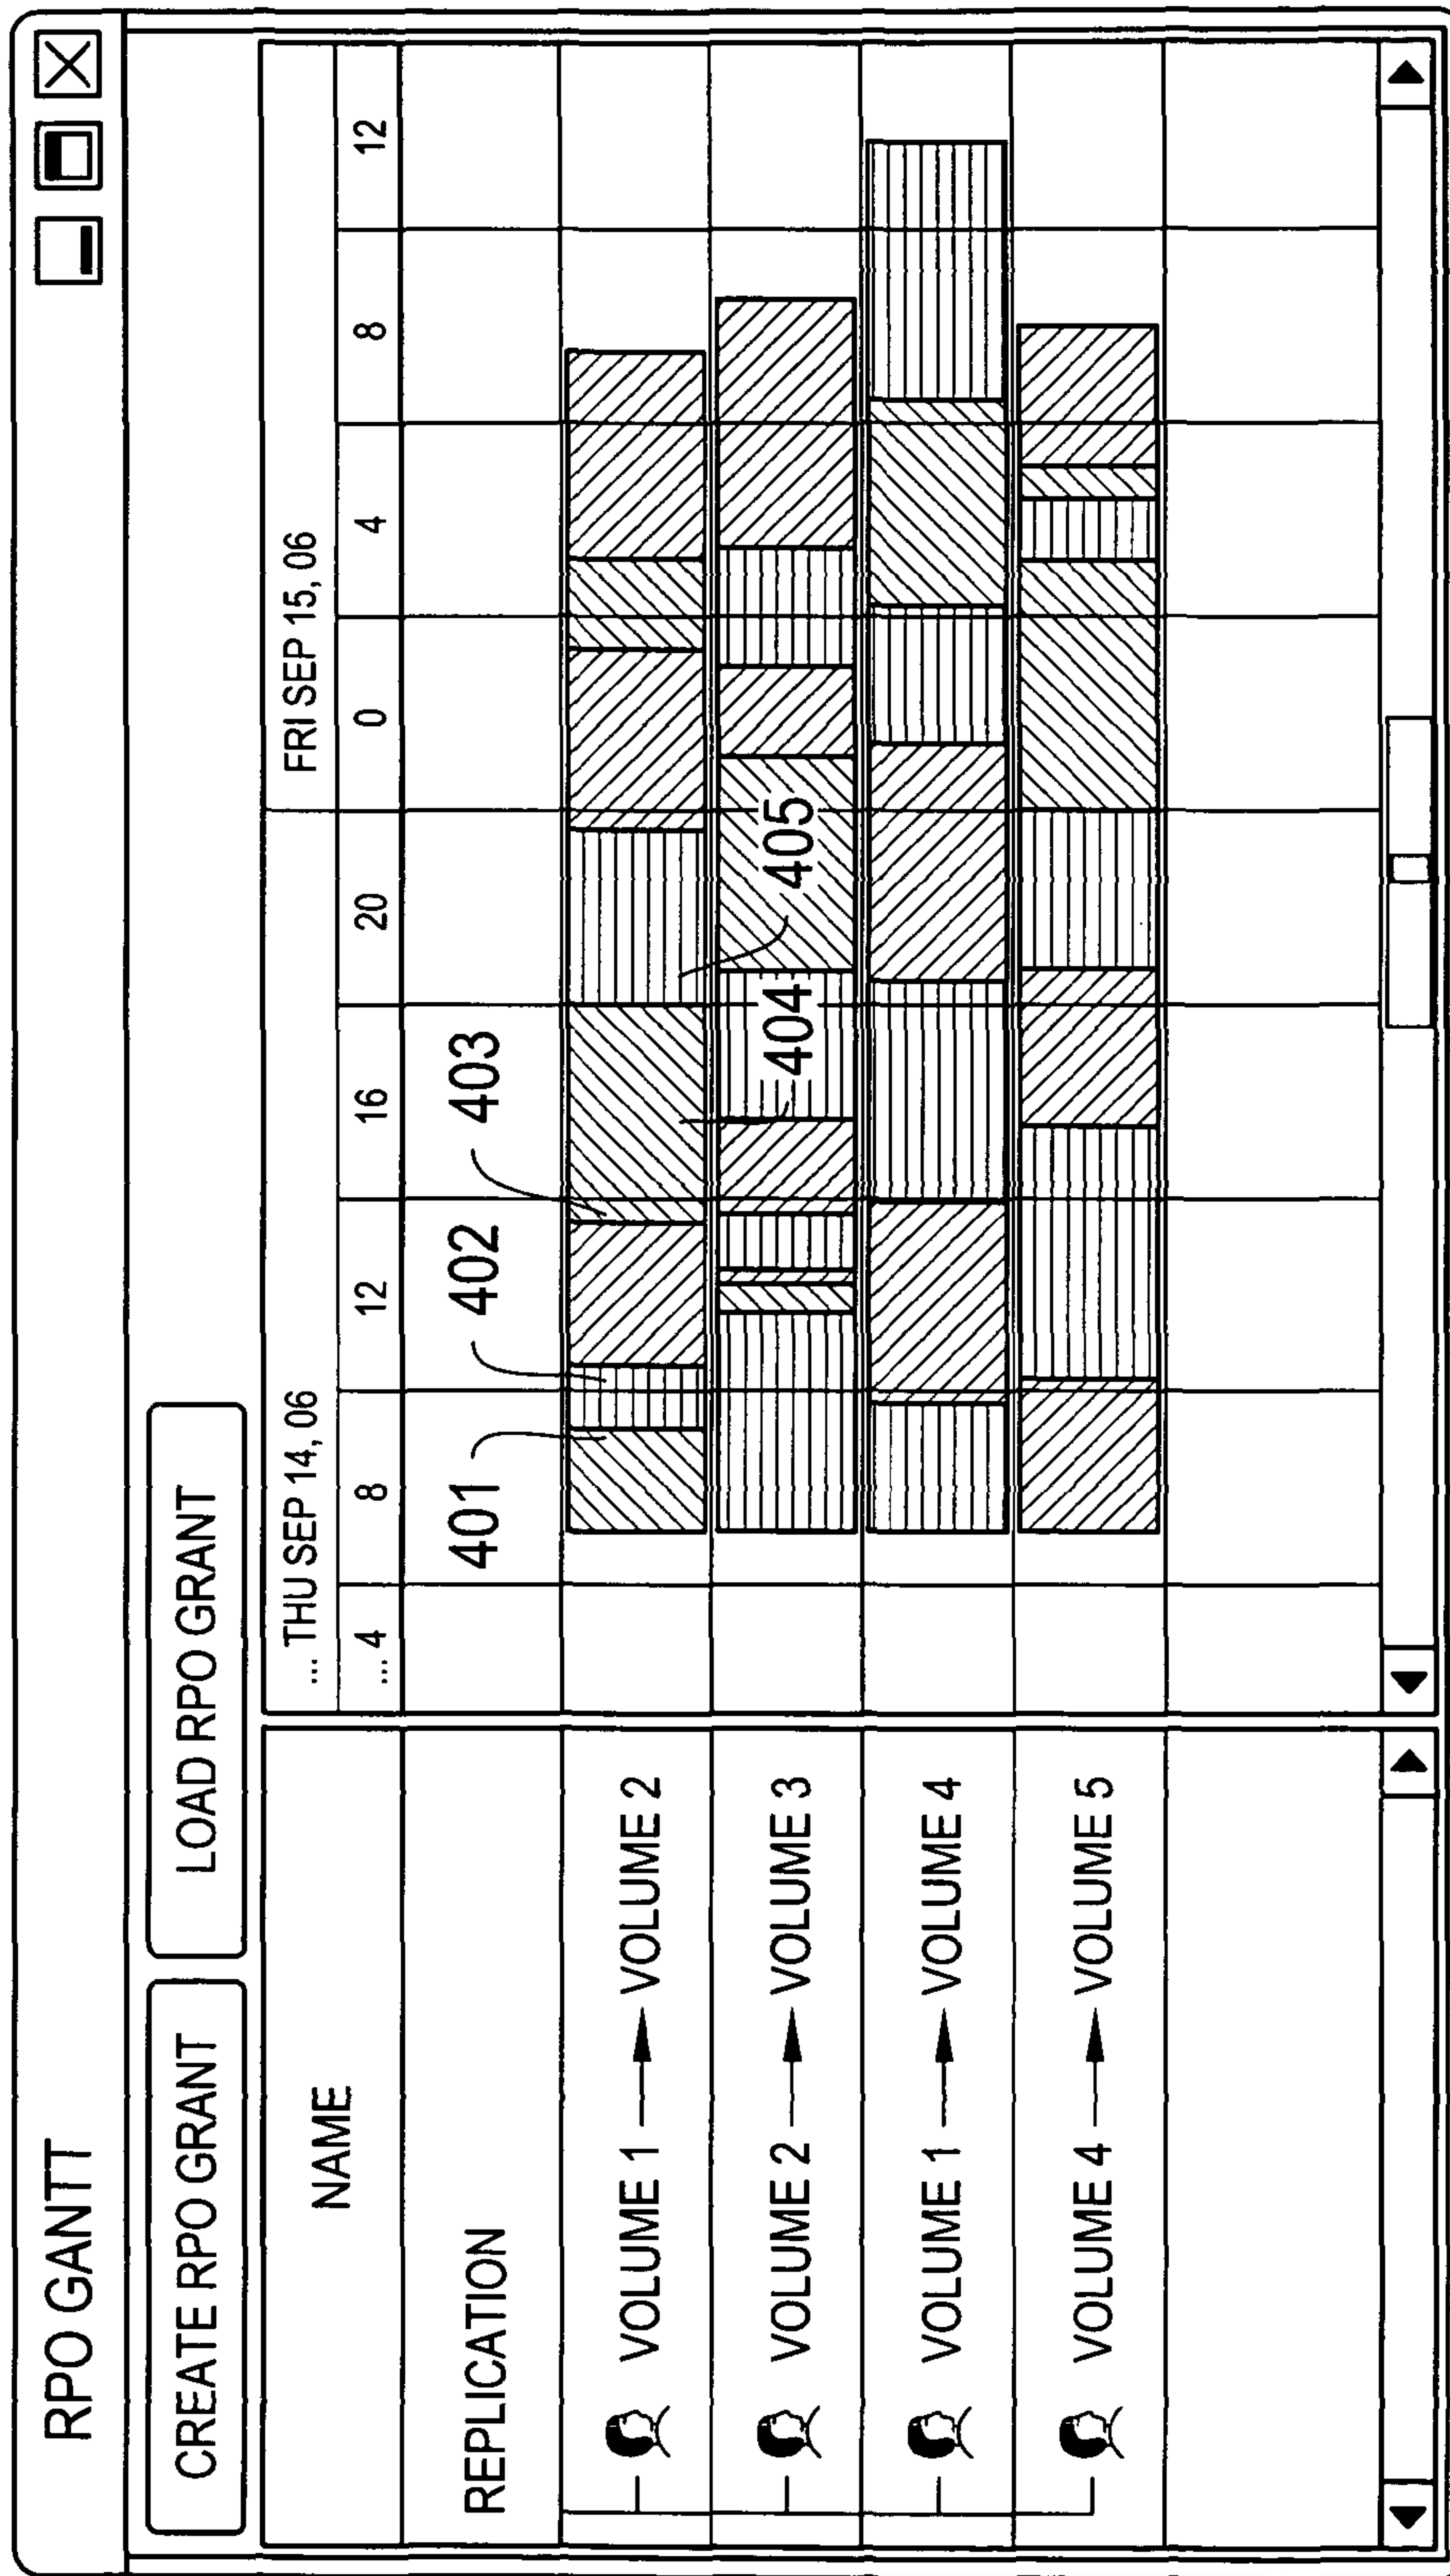 RPO GANTT
CREATE RPO GRANT
LOAD RPO GRANT
NAME
... THU SEP 14, 06
FRI SEP 15, 06
... 4
8
12
16
20
0
4
8
12
REPLICATION
401
402
403
VOLUME 1
VOLUME 2
VOLUME 2
VOLUME 3
404
405
VOLUME 1
VOLUME 4
VOLUME 4
VOLUME 5